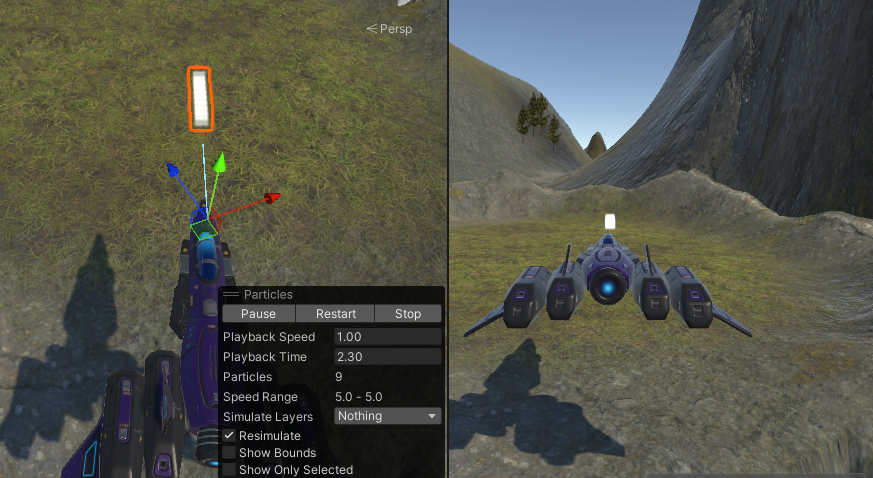 Persp
Particles
Pause Restart Stop
Playback Speed 1.00
Playback Time 2.30
Particles 9
Speed Range 5.0 - 5.0
Simulate Layers Nothing
Resimulate
Show Bounds
Show Only Selected